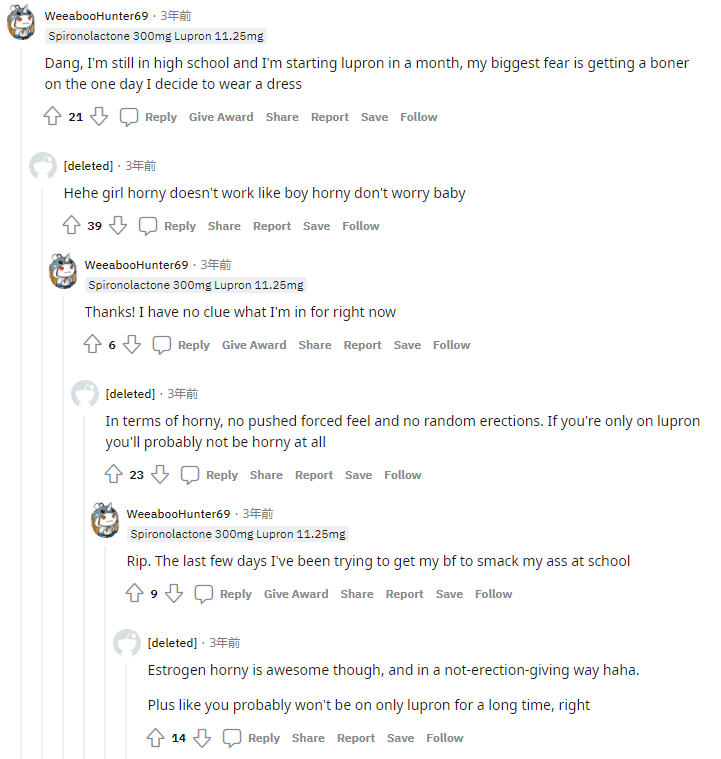 WeeabooHunter69 · 3年前
Spironolactone 300mg Lupron 11.25mg
Dang, I'm still in high school and I'm starting lupron in a month, my biggest fear is getting a boner
on the one day I decide to wear a dress
21 Reply Give Award Share Report Save Follow
[deleted] · 3年前
Hehe girl horny doesn't work like boy horny don't worry baby
39 Reply Share Report Save Follow
WeeabooHunter69 · 3年前
Spironolactone 300mg Lupron 11.25mg
Thanks! I have no clue what I'm in for right now
6 Reply Give Award Share Report Save Follow
[deleted] · 3年前
In terms of horny, no pushed forced feel and no random erections. If you're only on lupron
you'll probably not be horny at all
23 Reply Share Report Save Follow
WeeabooHunter69 · 3年前
Spironolactone 300mg Lupron 11.25mg
Rip. The last few days I've been trying to get my bf to smack my ass at school
9 Reply Give Award Share Report Save Follow
[deleted] · 3年前
Estrogen horny is awesome though, and in a not-erection-giving way haha.
Plus like you probably won't be on only lupron for a long time, right
14 Reply Share Report Save Follow